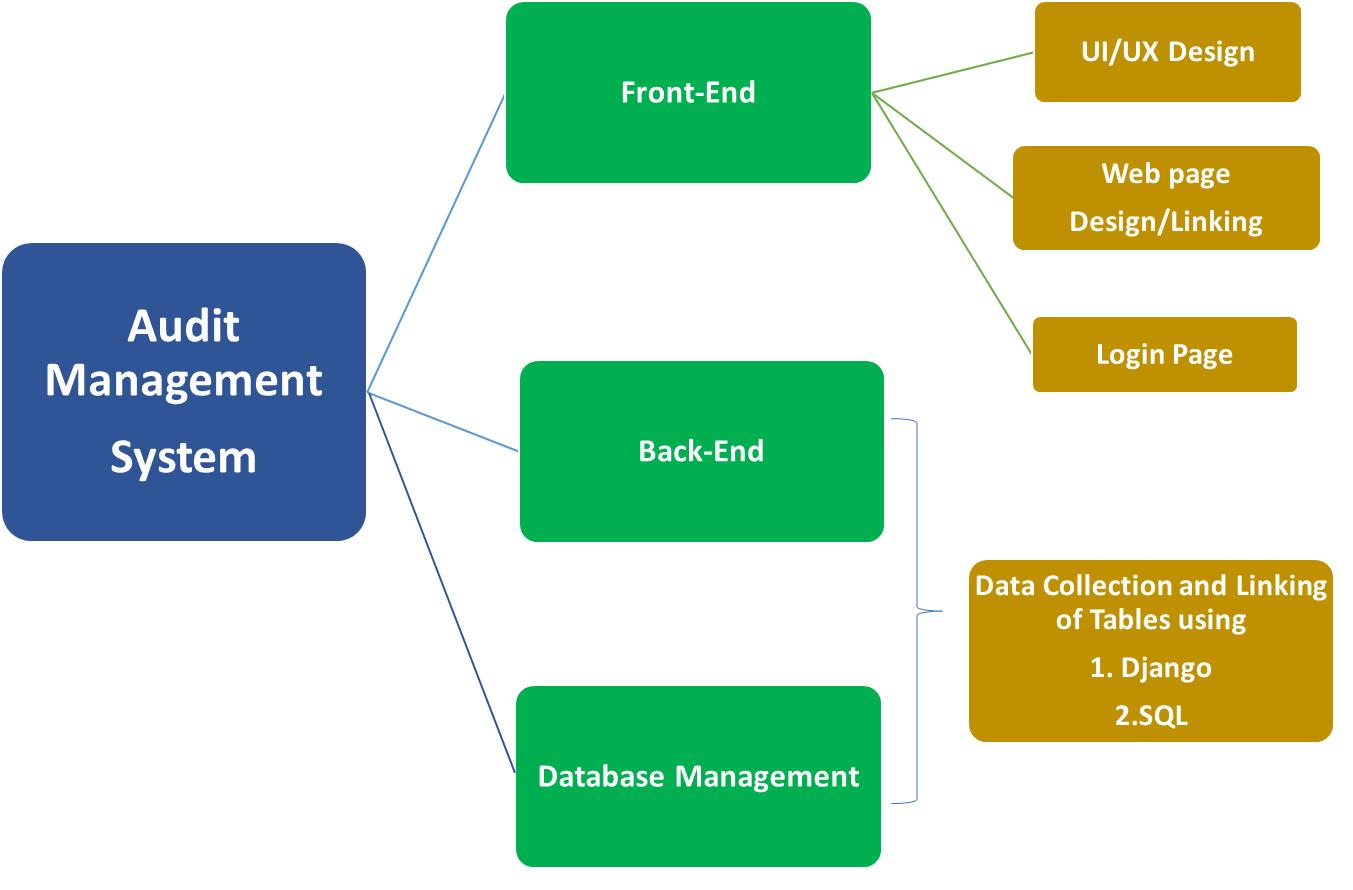 Audit
Management
System
Front-End
Back-End
Database Management
UI/UX Design
Web page
Design/Linking
Login Page
Data Collection and Linking
of Tables using
1. Django
2.SQL